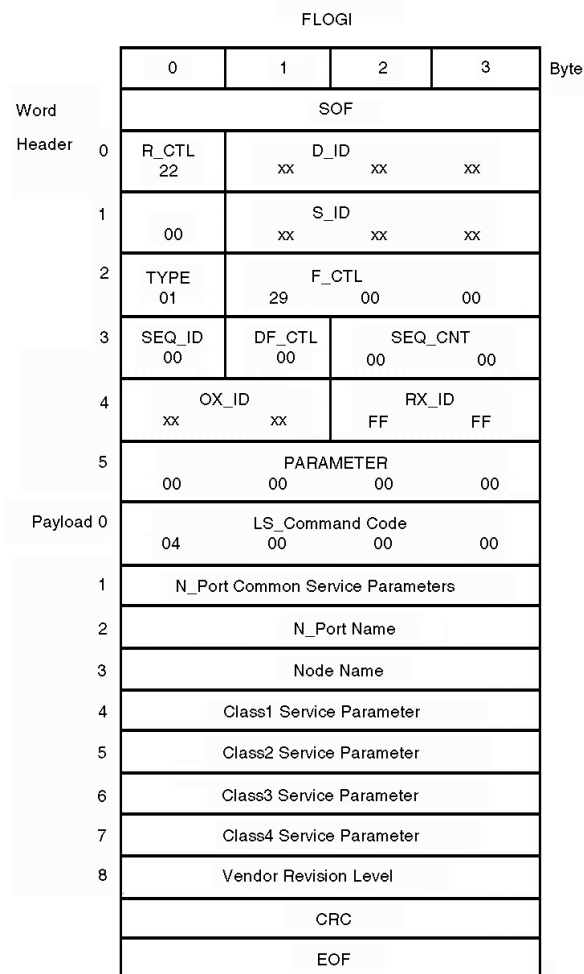 FLOGI
0 1 2 3 Byte
Word SOF
Header 0 R_CTL D_ID
22 xx xx xx
1 S_ID
00 xx xx xx
2 TYPE F_CTL
01 29 00 00
3 SEQ_ID DF_CTL SEQ_CNT
00 00 00 00
4 OX_ID RX_ID
xx xx FF FF
5 PARAMETER
00 00 00 00
Payload 0 LS_Command Code
04 00 00 00
1 N_Port Common Service Parameters
2 N_Port Name
3 Node Name
4 Class1 Service Parameter
5 Class2 Service Parameter
6 Class3 Service Parameter
7 Class4 Service Parameter
8 Vendor Revision Level
CRC
EOF